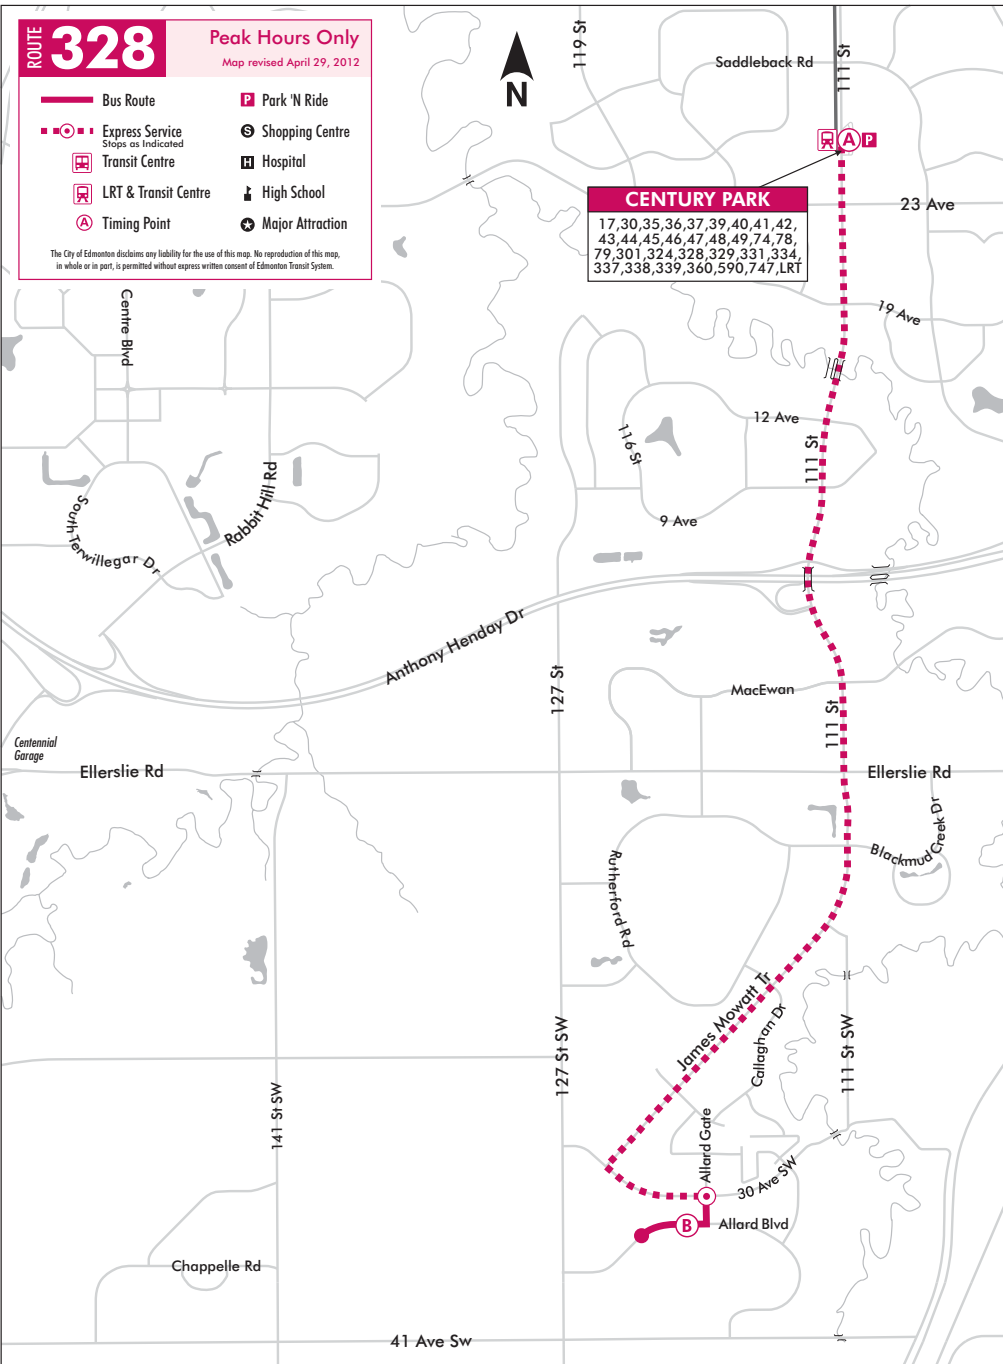 ROUTE 328
Peak Hours Only
Map revised April 29, 2012
Bus Route
Express Service
Stops as Indicated
Transit Centre
LRT & Transit Centre
A Timing Point
P Park 'N Ride
S Shopping Centre
H Hospital
High School
Major Attraction
The City of Edmonton disclaims any liability for the use of this map. No reproduction of this map,
in whole or in part, is permitted without express written consent of Edmonton Transit System.
N
119 St
Saddleback Rd
111 St
A P
CENTURY PARK
17,30,35,36,37,39,40,41,42,
43,44,45,46,47,48,49,74,78,
79,301,324,328,329,331,334,
337,338,339,360,590,747,LRT
23 Ave
19 Ave
Centre Blvd
12 Ave
116 St
111 St
9 Ave
Rabbit Hill Rd
South Terwillegar Dr
Anthony Henday Dr
127 St
MacEwan
111 St
Centennial
Garage
Ellerslie Rd
Ellerslie Rd
Blackmud Creek Dr
Rutherford Rd
James Mowatt Tr
Callaghan Dr
127 St SW
111 St SW
141 St SW
Allard Gate
30 Ave SW
B
Allard Blvd
Chappelle Rd
41 Ave Sw